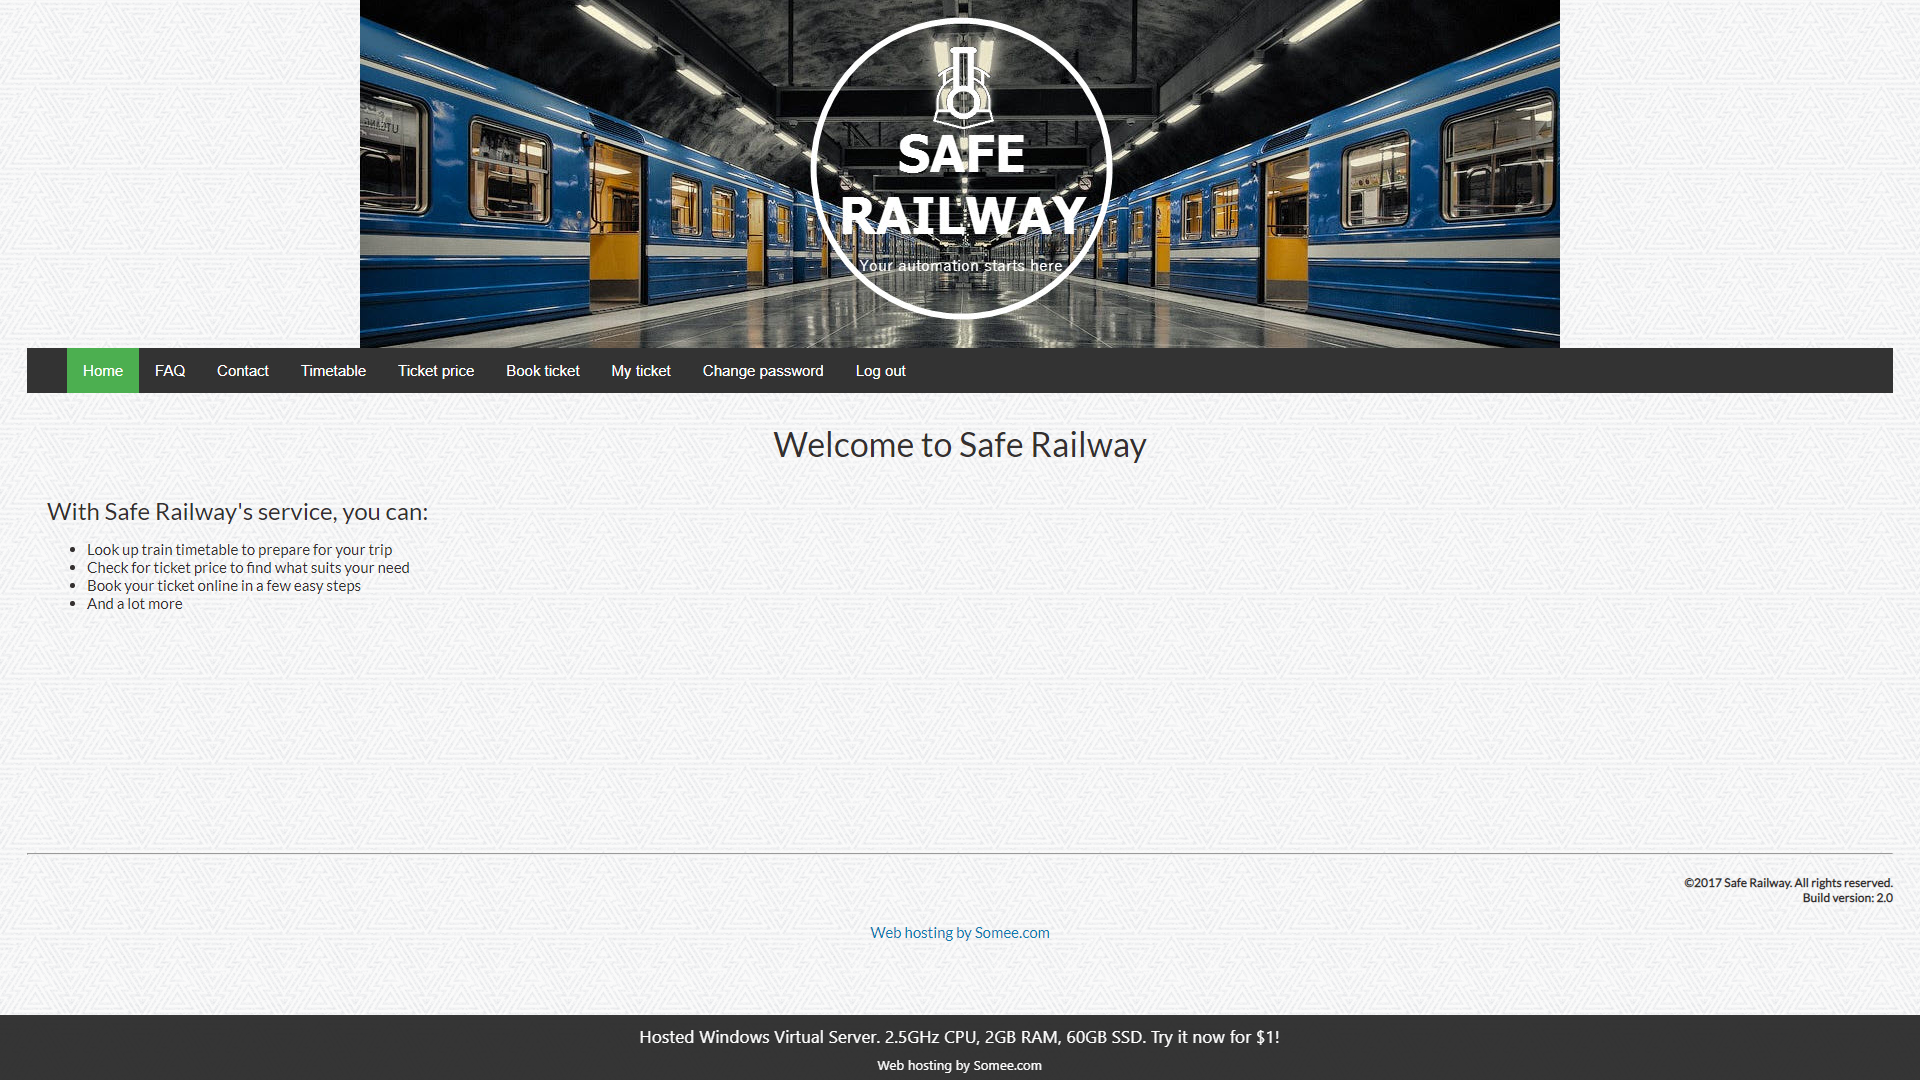 SAFE
RAILWAY
Your automation starts here
Home FAQ Contact Timetable Ticket price Book ticket My ticket Change password Log out
Welcome to Safe Railway
With Safe Railway's service, you can:
Look up train timetable to prepare for your trip
Check for ticket price to find what suits your need
Book your ticket online in a few easy steps
And a lot more
©2017 Safe Railway. All rights reserved.
Build version: 2.0
Web hosting by Somee.com
Hosted Windows Virtual Server. 2.5GHz CPU, 2GB RAM, 60GB SSD. Try it now for $1!
Web hosting by Somee.com